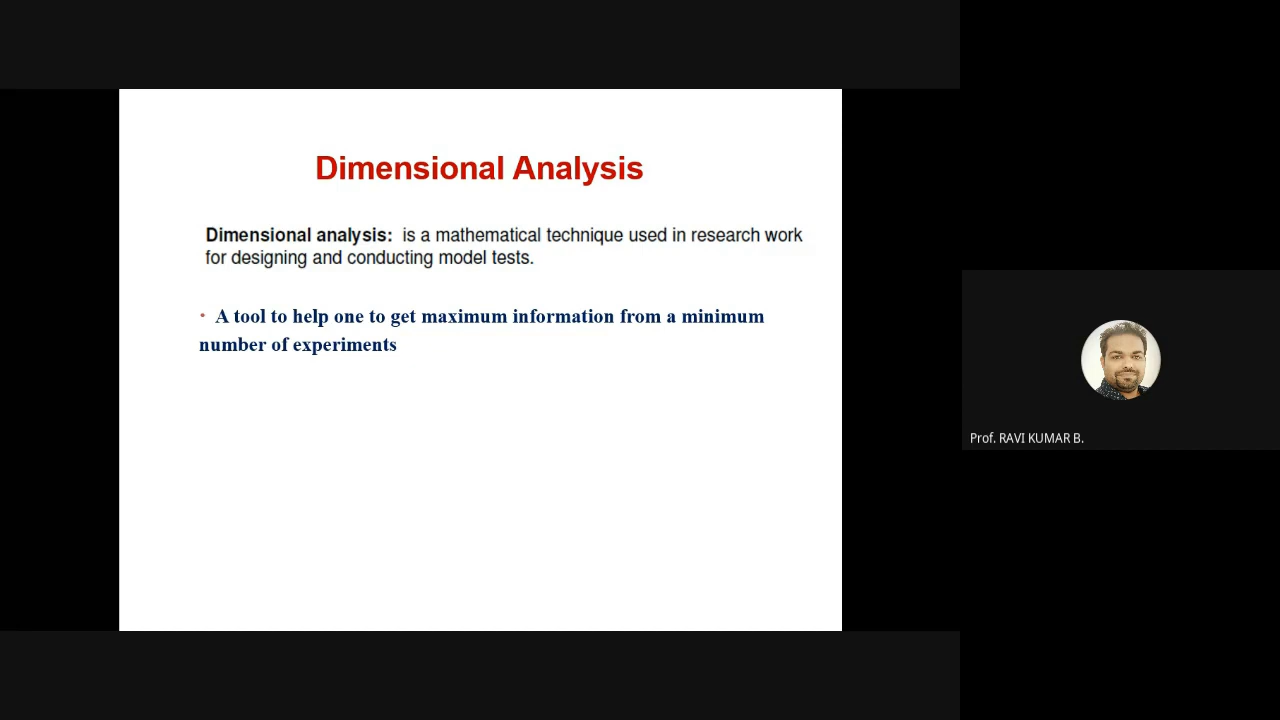 Dimensional Analysis
Dimensional analysis: is a mathematical technique used in research work
for designing and conducting model tests.
• A tool to help one to get maximum information from a minimum
number of experiments
Prof. RAVI KUMAR B.